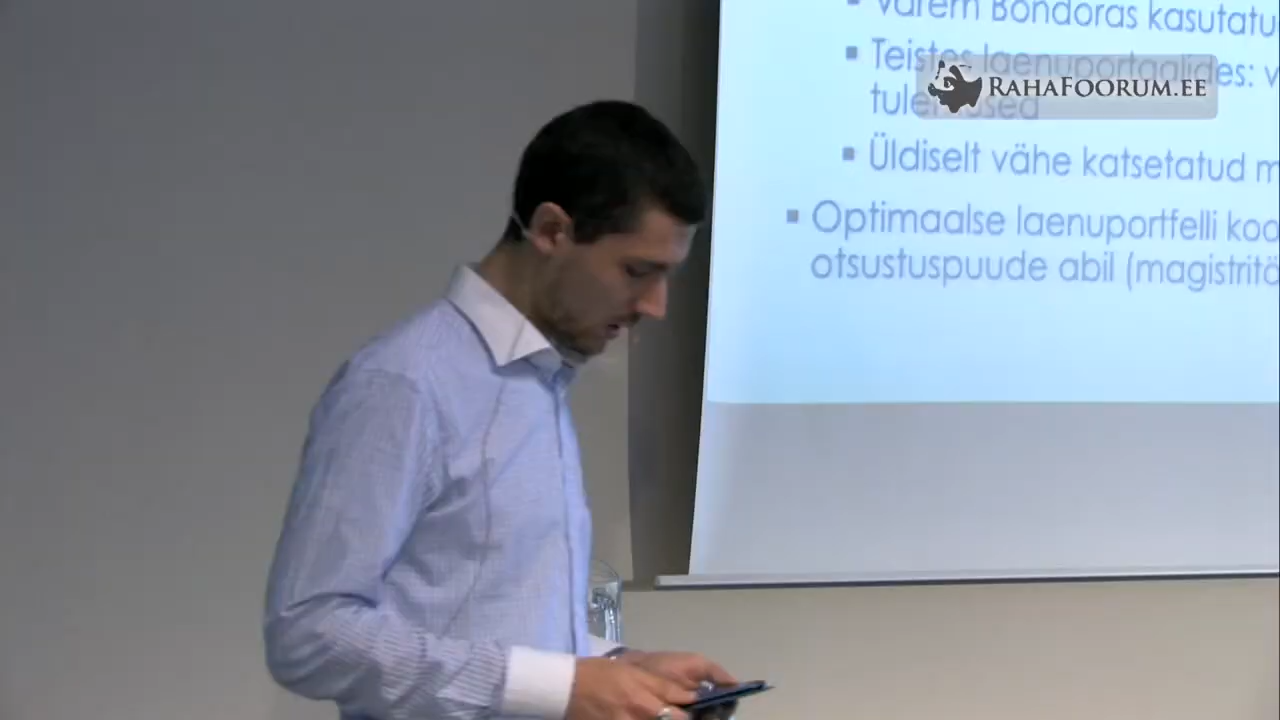 Varem Bondoras kasutatu
Teistes laenuportaalides: v
tulemused
RAHAFOORUM.EE
Üldiselt vähe katsetatud m
Optimaalse laenuportfelli koo
otsustuspuude abil (magistritö